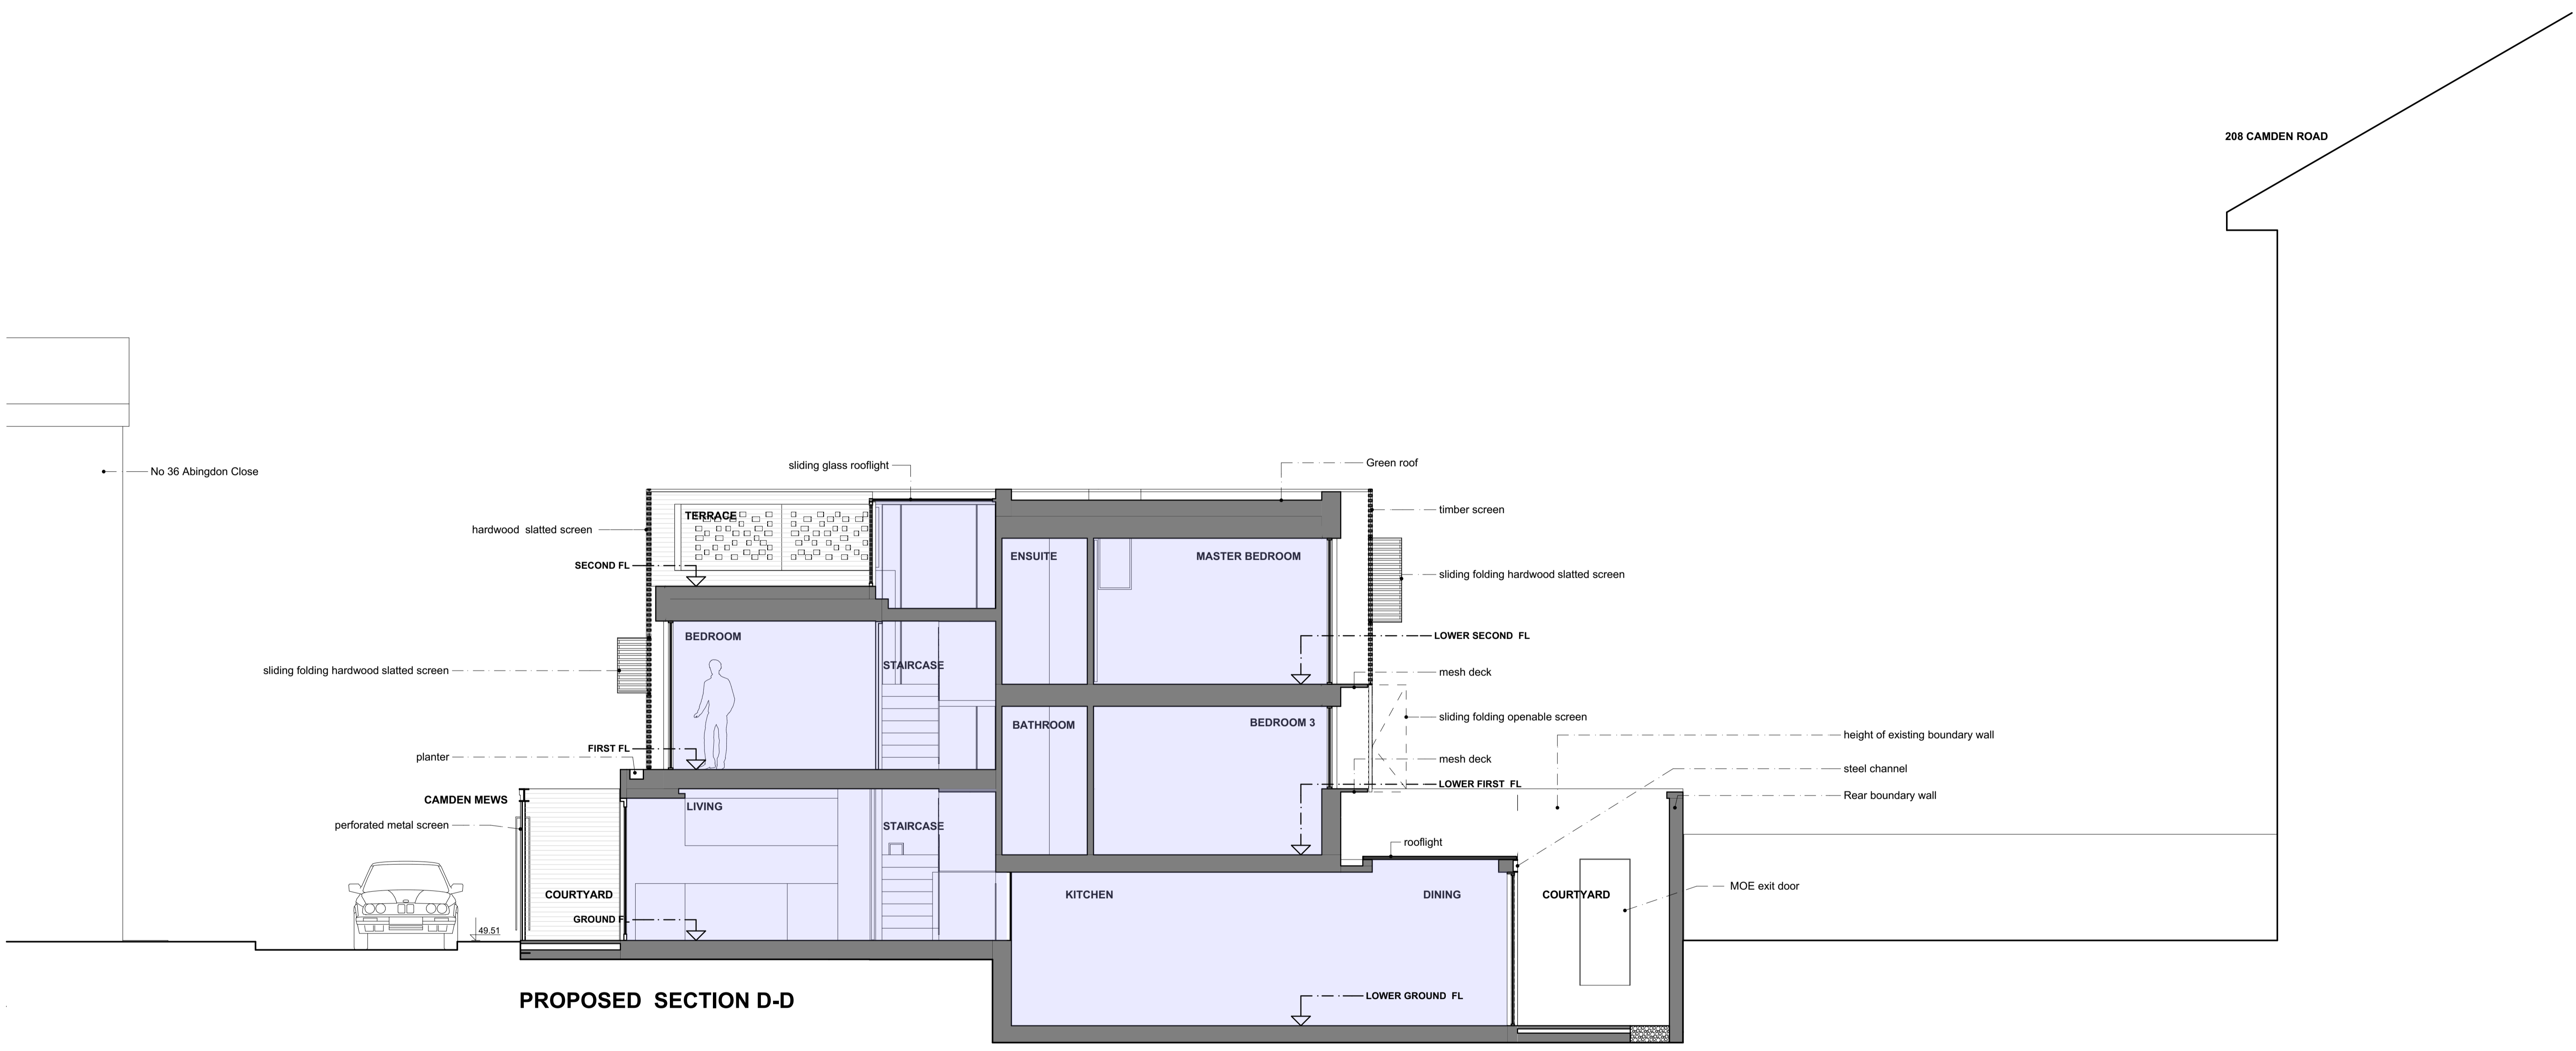 208 CAMDEN ROAD
No 36 Abingdon Close
sliding glass rooflight
Green roof
hardwood slatted screen
TERRACE
timber screen
SECOND FL
ENSUITE
MASTER BEDROOM
sliding folding hardwood slatted screen
BEDROOM
STAIRCASE
LOWER SECOND FL
sliding folding hardwood slatted screen
mesh deck
BATHROOM
BEDROOM 3
sliding folding openable screen
height of existing boundary wall
FIRST FL
planter
mesh deck
steel channel
LOWER FIRST FL
Rear boundary wall
CAMDEN MEWS
LIVING
perforated metal screen
STAIRCASE
rooflight
MOE exit door
COURTYARD
KITCHEN
DINING
COURTYARD
GROUND FL
49.51
LOWER GROUND FL
PROPOSED SECTION D-D